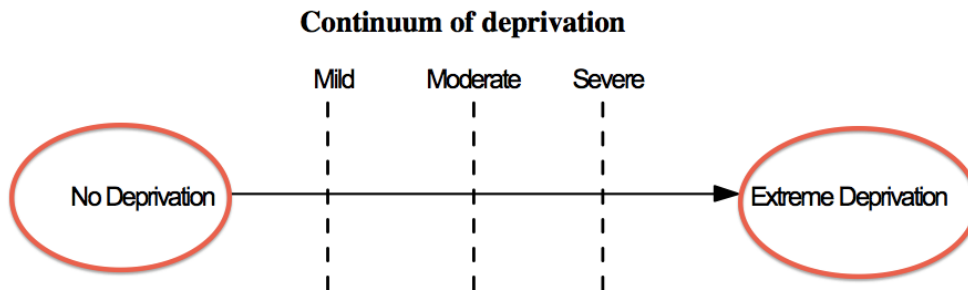 Continuum of deprivation
Mild Moderate Severe
No Deprivation Extreme Deprivation